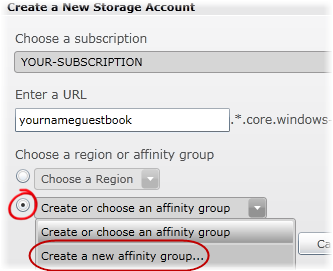 Create a New Storage Account
Choose a subscription
YOUR-SUBSCRIPTION
Enter a URL
yournameguestbook .*.core.windows-
Choose a region or affinity group
Choose a Region
Create or choose an affinity group
Create or choose an affinity group
Create a new affinity group...